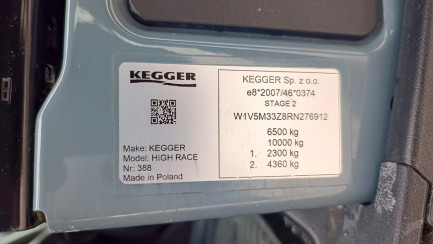 KEGGER
Make: KEGGER
Model: HIGH RACE
Nr: 388
Made in Poland
KEGGER Sp. z o.o.
e8*2007/46*0374
STAGE 2
W1V5M33Z8RN276912
6500 kg
10000 kg
1. 2300 kg
2. 4360 kg